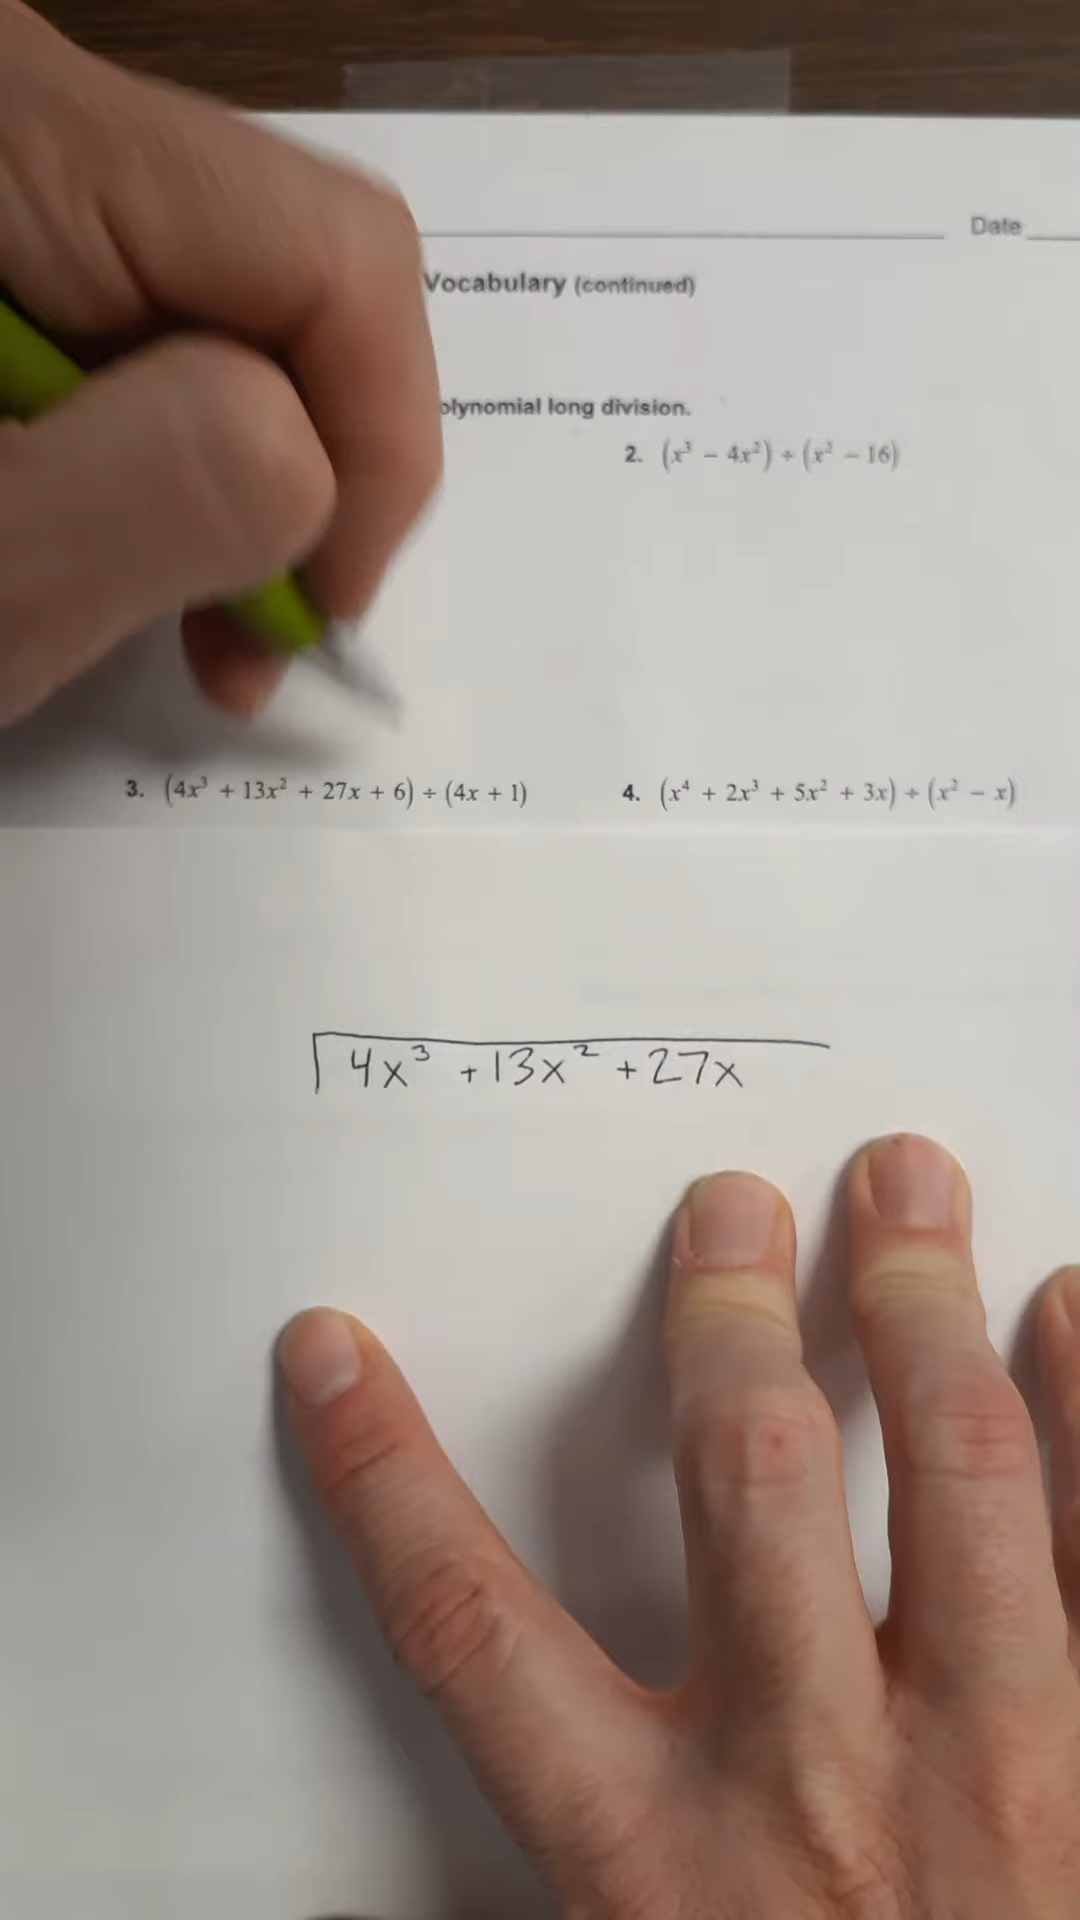 Date
Vocabulary (continued)
olynomial long division.
2. (x³ − 4x²) ÷ (x² − 16)
3. (4x³ + 13x² + 27x + 6) ÷ (4x + 1)
4. (x⁴ + 2x³ + 5x² + 3x) ÷ (x² − x)
4x³ + 13x² + 27x